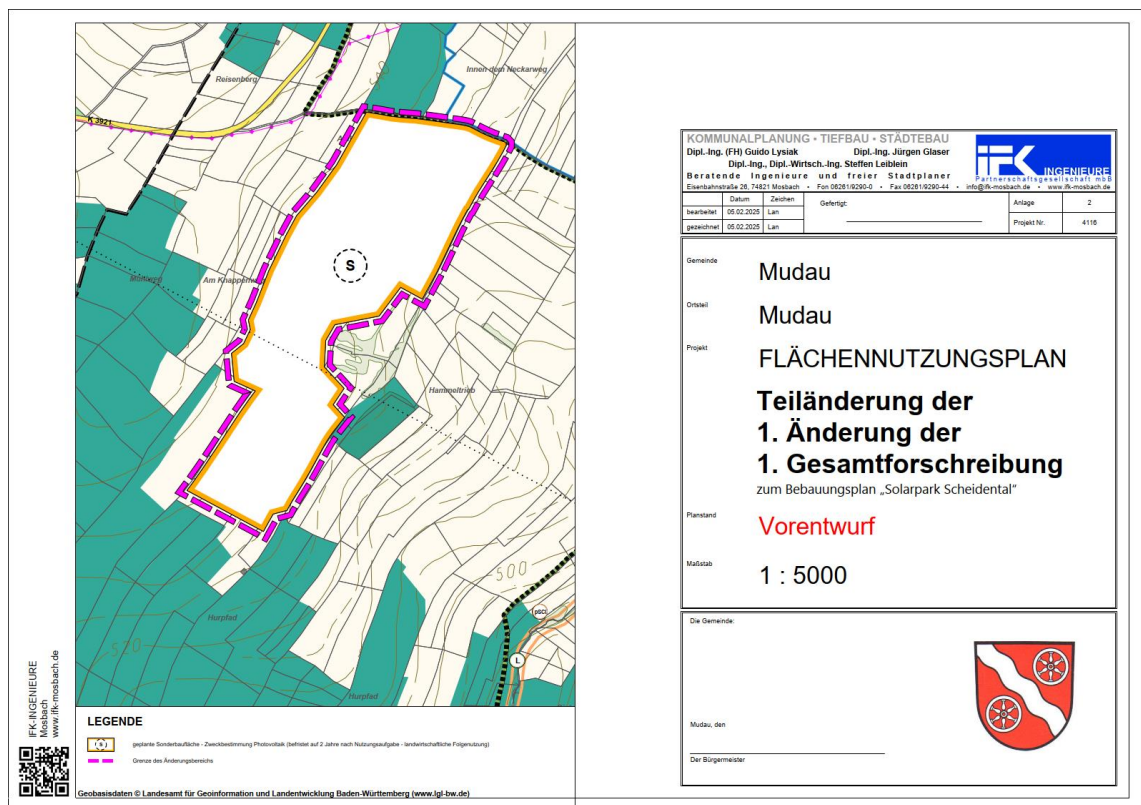 Reisenberg
Innen dem Neckarweg
540
K 3921
S
Hammeltrieb
500
pSCI
L
Hurpfad
520
Hurpfad
LEGENDE
(S)
geplante Sonderbaufläche - Zweckbestimmung Photovoltaik (befristet auf 2 Jahre nach Nutzungsaufgabe - landwirtschaftliche Folgenutzung)
Grenze des Änderungsbereichs
Geobasisdaten © Landesamt für Geoinformation und Landentwicklung Baden-Württemberg (www.lgl-bw.de)
IFK-INGENIEURE
Mosbach
www.ifk-mosbach.de
KOMMUNALPLANUNG • TIEFBAU • STÄDTEBAU
Dipl.-Ing. (FH) Guido Lysiak Dipl.-Ing. Jürgen Glaser
Dipl.-Ing., Dipl.-Wirtsch.-Ing. Steffen Leiblein
Beratende Ingenieure und freier Stadtplaner
Eisenbahnstraße 26, 74821 Mosbach • Fon 06261/9290-0 • Fax 06261/9290-44 • info@ifk-mosbach.de • www.ifk-mosbach.de
IFK INGENIEURE
Partnerschaftsgesellschaft mbB
Datum Zeichen Gefertigt: Anlage 2
bearbeitet 05.02.2025 Lan
gezeichnet 05.02.2025 Lan Projekt Nr. 4116
Gemeinde Mudau
Ortsteil Mudau
Projekt FLÄCHENNUTZUNGSPLAN
Teiländerung der
1. Änderung der
1. Gesamtforschreibung
zum Bebauungsplan „Solarpark Scheidental“
Planstand Vorentwurf
Maßstab 1 : 5000
Die Gemeinde:
Mudau, den
Der Bürgermeister